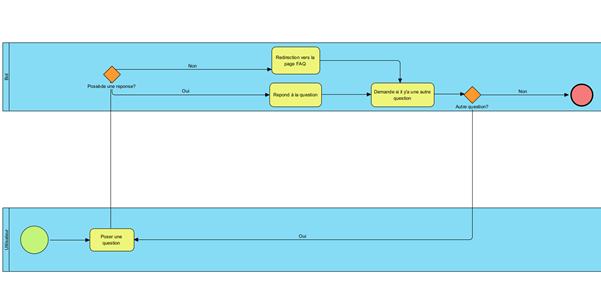 Bot
Redirection vers la
page FAQ
Non
Possède une reponse?
Oui
Repond à la question
Demande si il y'a une autre
question
Non
Autre question?
Utilisateur
Poser une
question
Oui